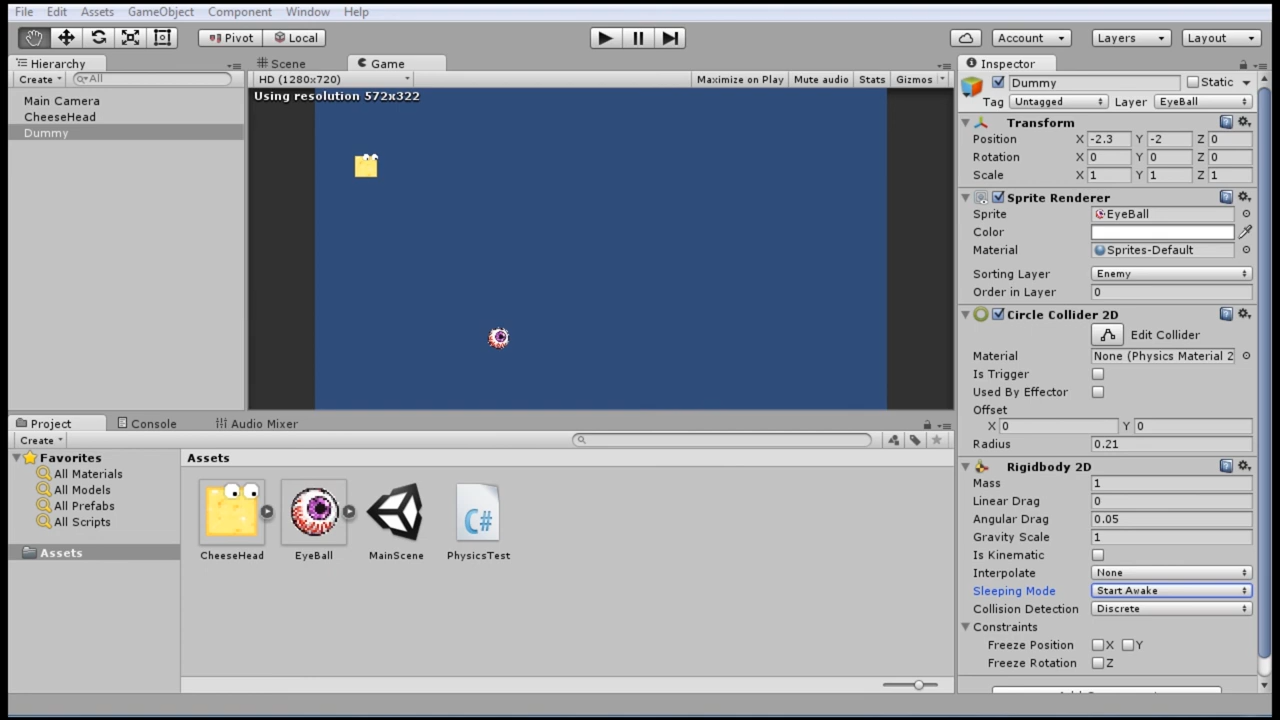 File Edit Assets GameObject Component Window Help
Pivot Local Account Layers Layout
Hierarchy
Create All
Main Camera
CheeseHead
Dummy
Scene Game
HD (1280x720) Maximize on Play Mute audio Stats Gizmos
Using resolution 572x322
Project Console Audio Mixer
Create
Favorites
All Materials
All Models
All Prefabs
All Scripts
Assets
Assets
CheeseHead EyeBall MainScene PhysicsTest
C#
Inspector
Dummy Static
Tag Untagged Layer EyeBall
Transform
Position X -2.3 Y -2 Z 0
Rotation X 0 Y 0 Z 0
Scale X 1 Y 1 Z 1
Sprite Renderer
Sprite EyeBall
Color
Material Sprites-Default
Sorting Layer Enemy
Order in Layer 0
Circle Collider 2D
Edit Collider
Material None (Physics Material 2
Is Trigger
Used By Effector
Offset
X 0 Y 0
Radius 0.21
Rigidbody 2D
Mass 1
Linear Drag 0
Angular Drag 0.05
Gravity Scale 1
Is Kinematic
Interpolate None
Sleeping Mode Start Awake
Collision Detection Discrete
Constraints
Freeze Position X Y
Freeze Rotation Z